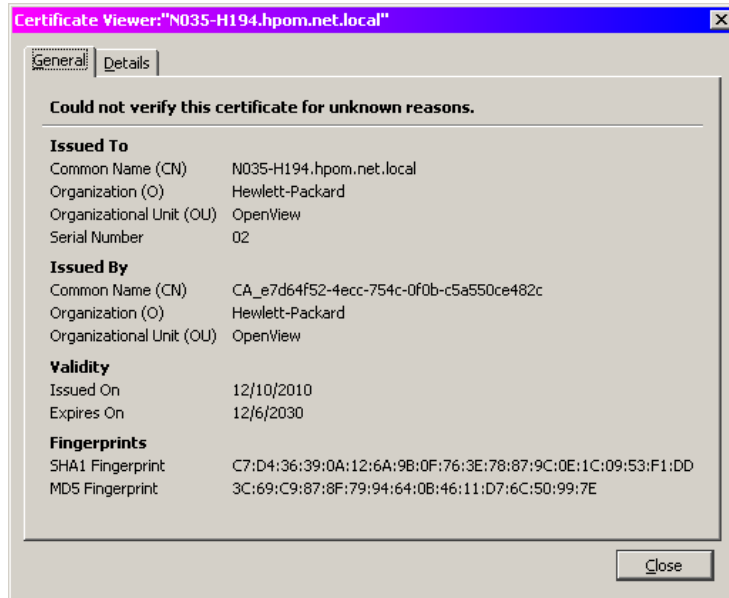 Certificate Viewer:"N035-H194.hpom.net.local"
General Details
Could not verify this certificate for unknown reasons.
Issued To
Common Name (CN) N035-H194.hpom.net.local
Organization (O) Hewlett-Packard
Organizational Unit (OU) OpenView
Serial Number 02
Issued By
Common Name (CN) CA_e7d64f52-4ecc-754c-0f0b-c5a550ce482c
Organization (O) Hewlett-Packard
Organizational Unit (OU) OpenView
Validity
Issued On 12/10/2010
Expires On 12/6/2030
Fingerprints
SHA1 Fingerprint C7:D4:36:39:0A:12:6A:9B:0F:76:3E:78:87:9C:0E:1C:09:53:F1:DD
MD5 Fingerprint 3C:69:C9:87:8F:79:94:64:0B:46:11:D7:6C:50:99:7E
Close